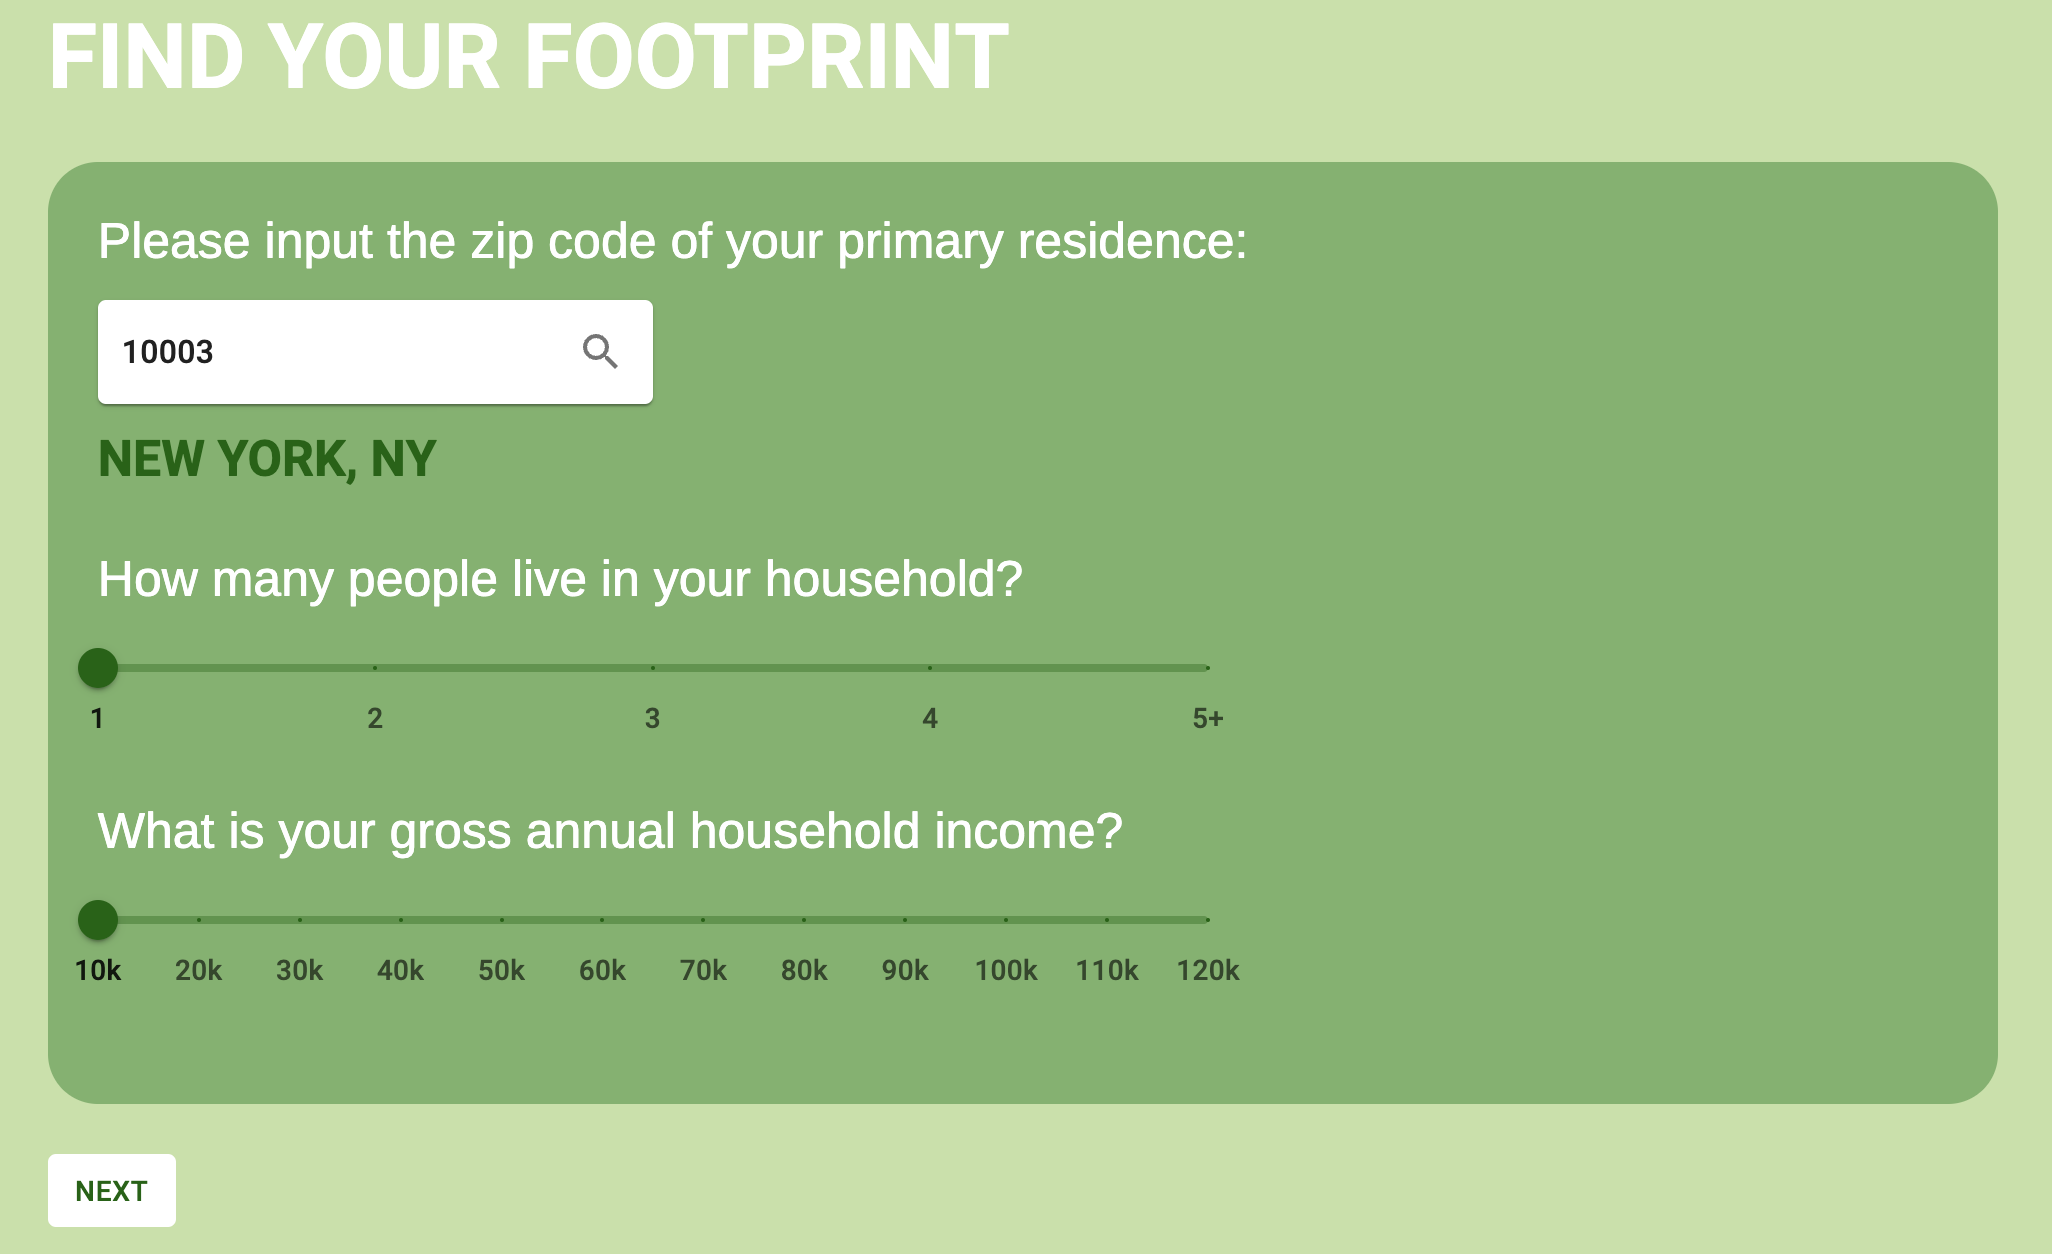 FIND YOUR FOOTPRINT
Please input the zip code of your primary residence:
10003
NEW YORK, NY
How many people live in your household?
1 2 3 4 5+
What is your gross annual household income?
10k 20k 30k 40k 50k 60k 70k 80k 90k 100k 110k 120k
NEXT